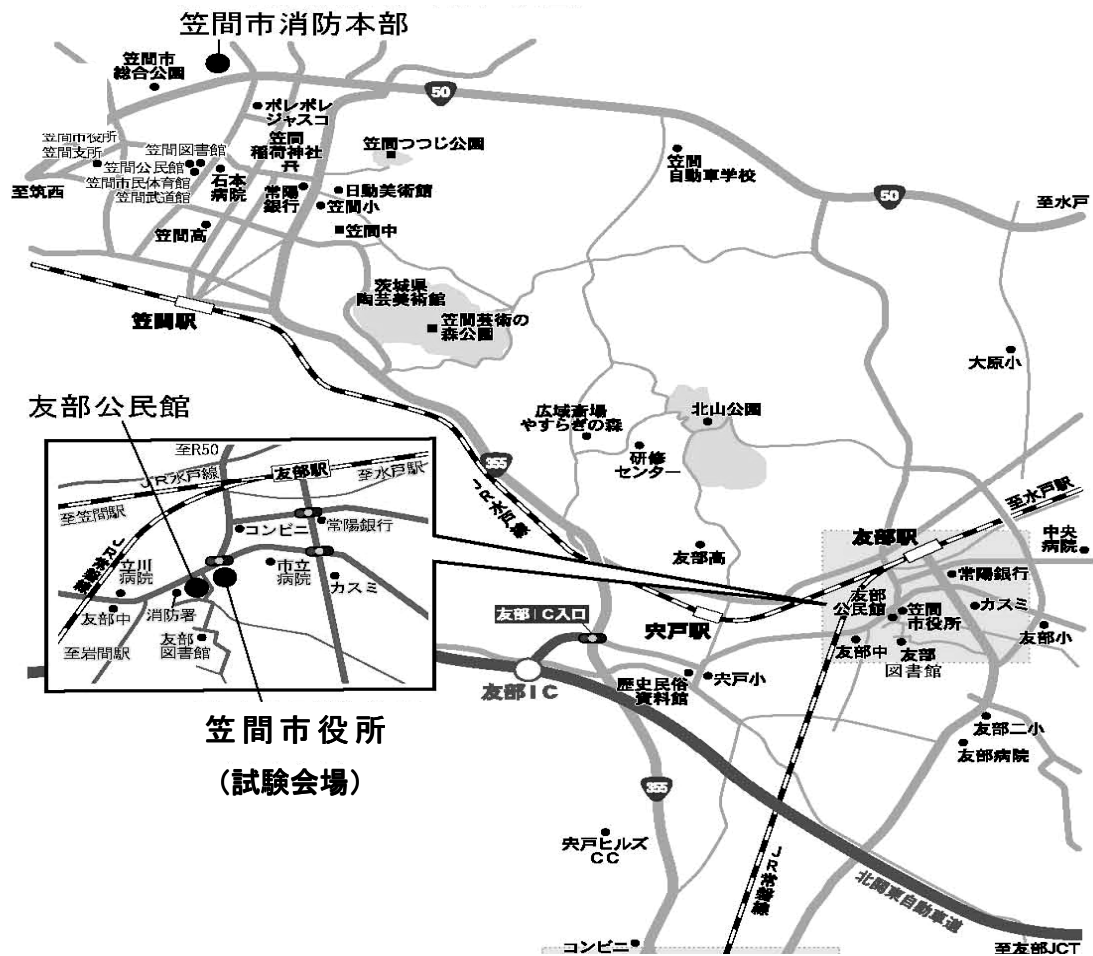 笠間市消防本部
笠間市
総合公園
50
ポレポレ
ジャスコ
笠間市役所
笠間支所
笠間図書館
笠間公民館
笠間市民体育館
笠間武道館
至筑西
石本
病院
笠間
稲荷神社
常陽
銀行
笠間つつじ公園
日動美術館
笠間小
笠間中
笠間高
笠間
自動車学校
50
至水戸
笠間駅
茨城県
陶芸美術館
笠間芸術の
森公園
大原小
広域斎場
やすらぎの森
北山公園
研修
センター
355
JR水戸線
友部公民館
至R50
JR水戸線
友部駅
至水戸駅
至笠間駅
コンビニ
常陽銀行
JR常磐線
立川
病院
市立
病院
カスミ
友部中
消防署
友部
図書館
至岩間駅
笠間市役所
(試験会場)
友部高
至水戸駅
友部駅
中央
病院
常陽銀行
友部
公民館
笠間
市役所
カスミ
友部中
友部
図書館
友部小
友部IC入口
宍戸駅
友部IC
歴史民俗
資料館
宍戸小
友部二小
友部病院
355
宍戸ヒルズ
CC
JR常磐線
北関東自動車道
コンビニ
至友部JCT